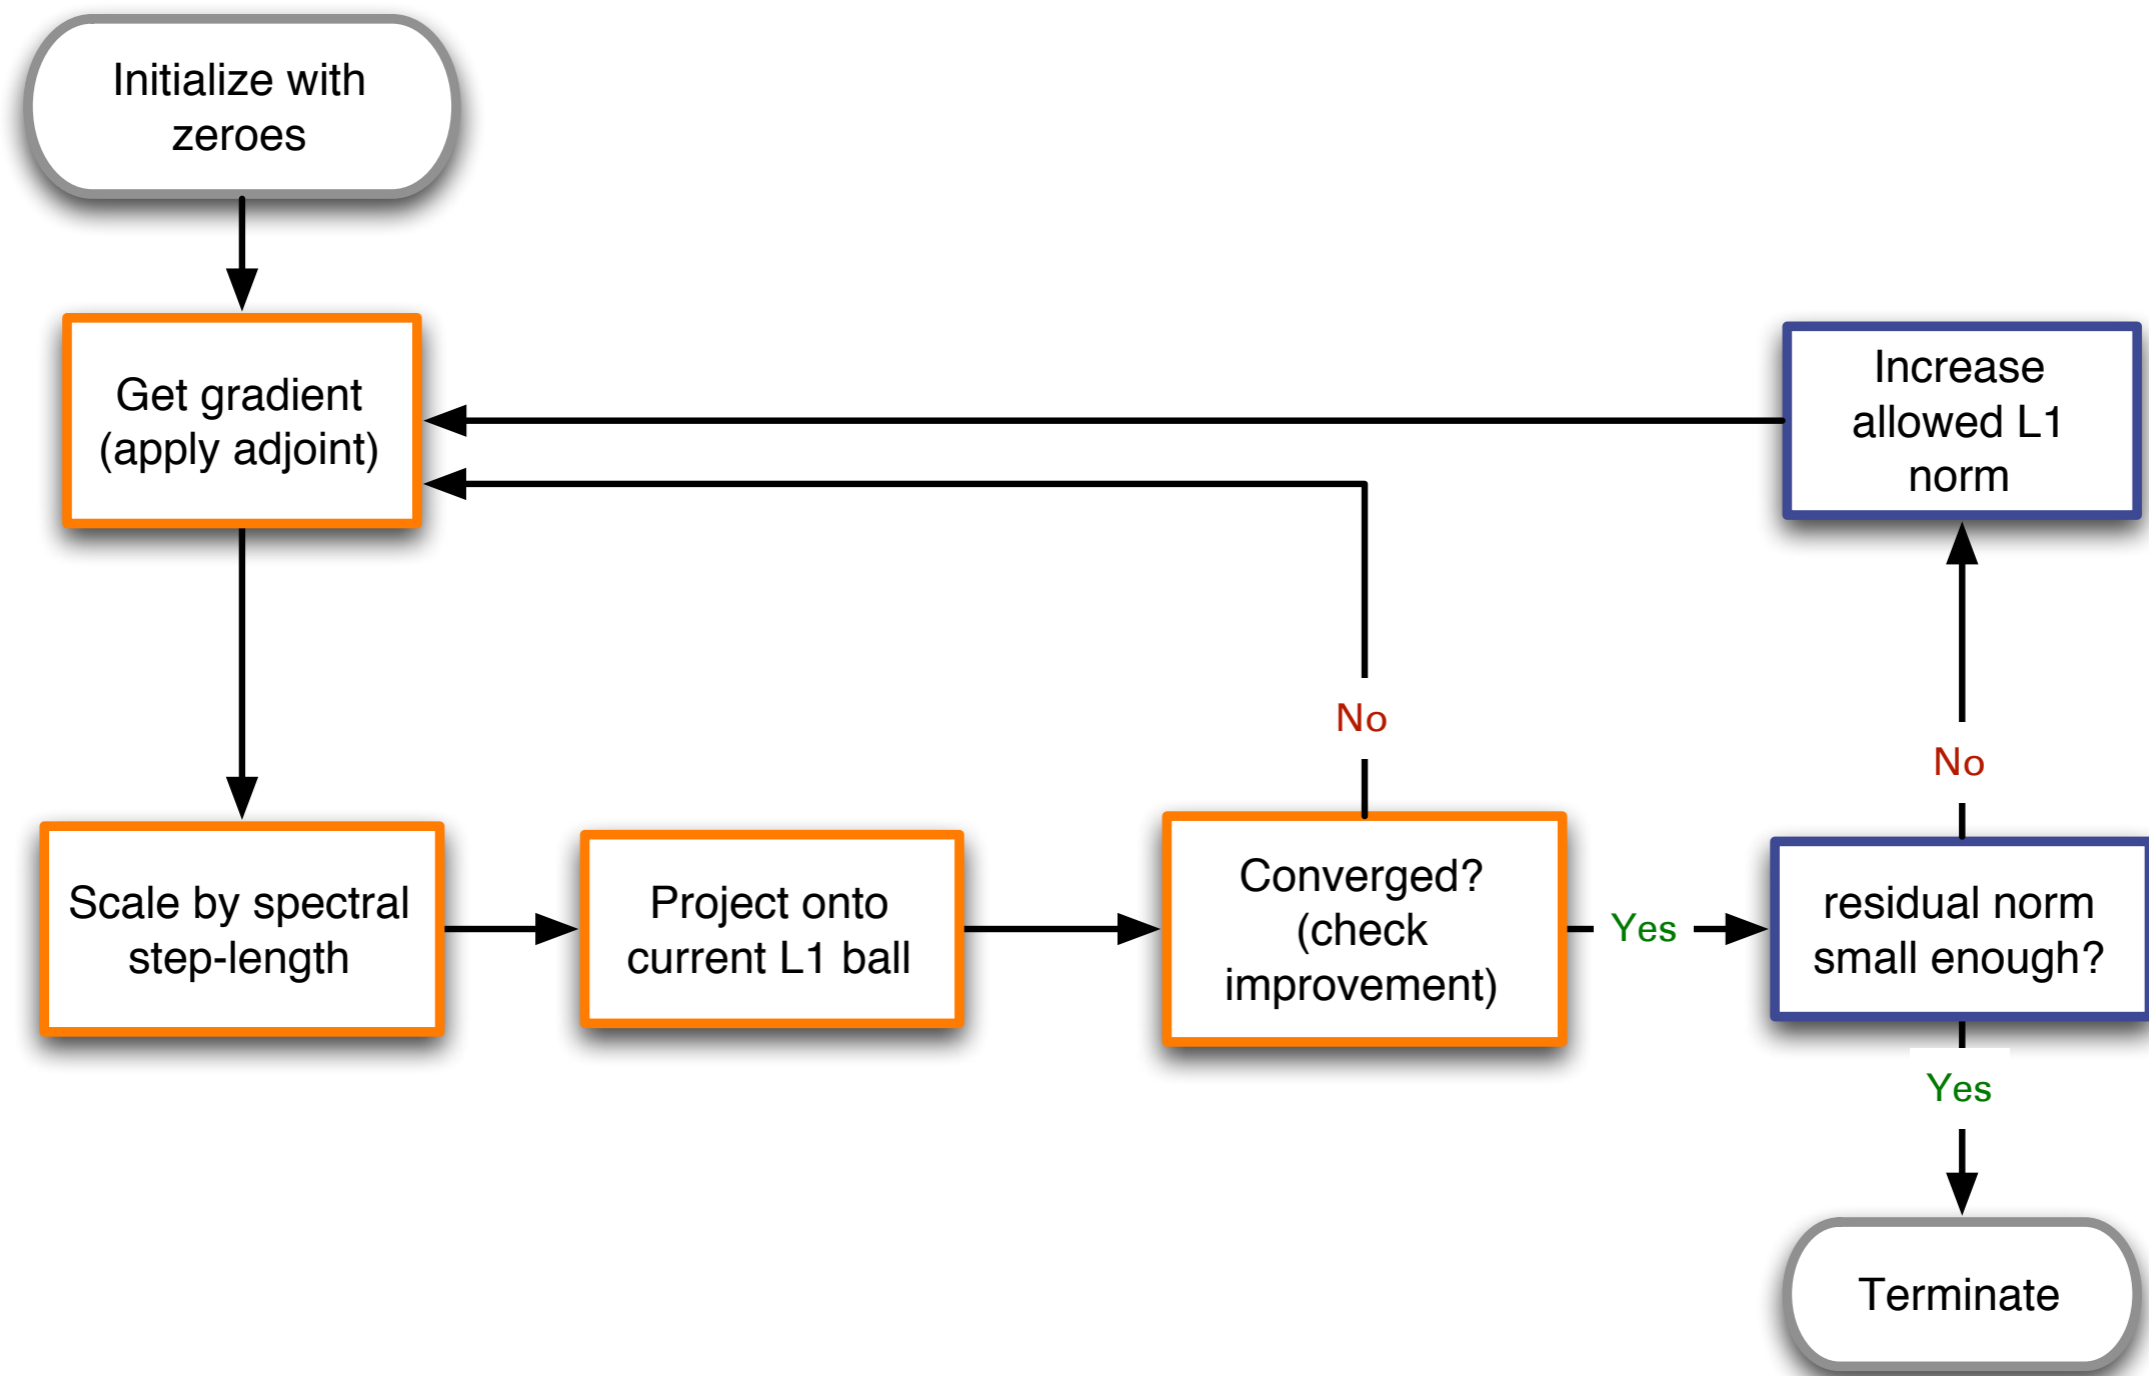 Initialize with
zeroes
Get gradient
(apply adjoint)
Increase
allowed L1
norm
No
No
Scale by spectral
step-length
Project onto
current L1 ball
Converged?
(check
improvement)
Yes
residual norm
small enough?
Yes
Terminate